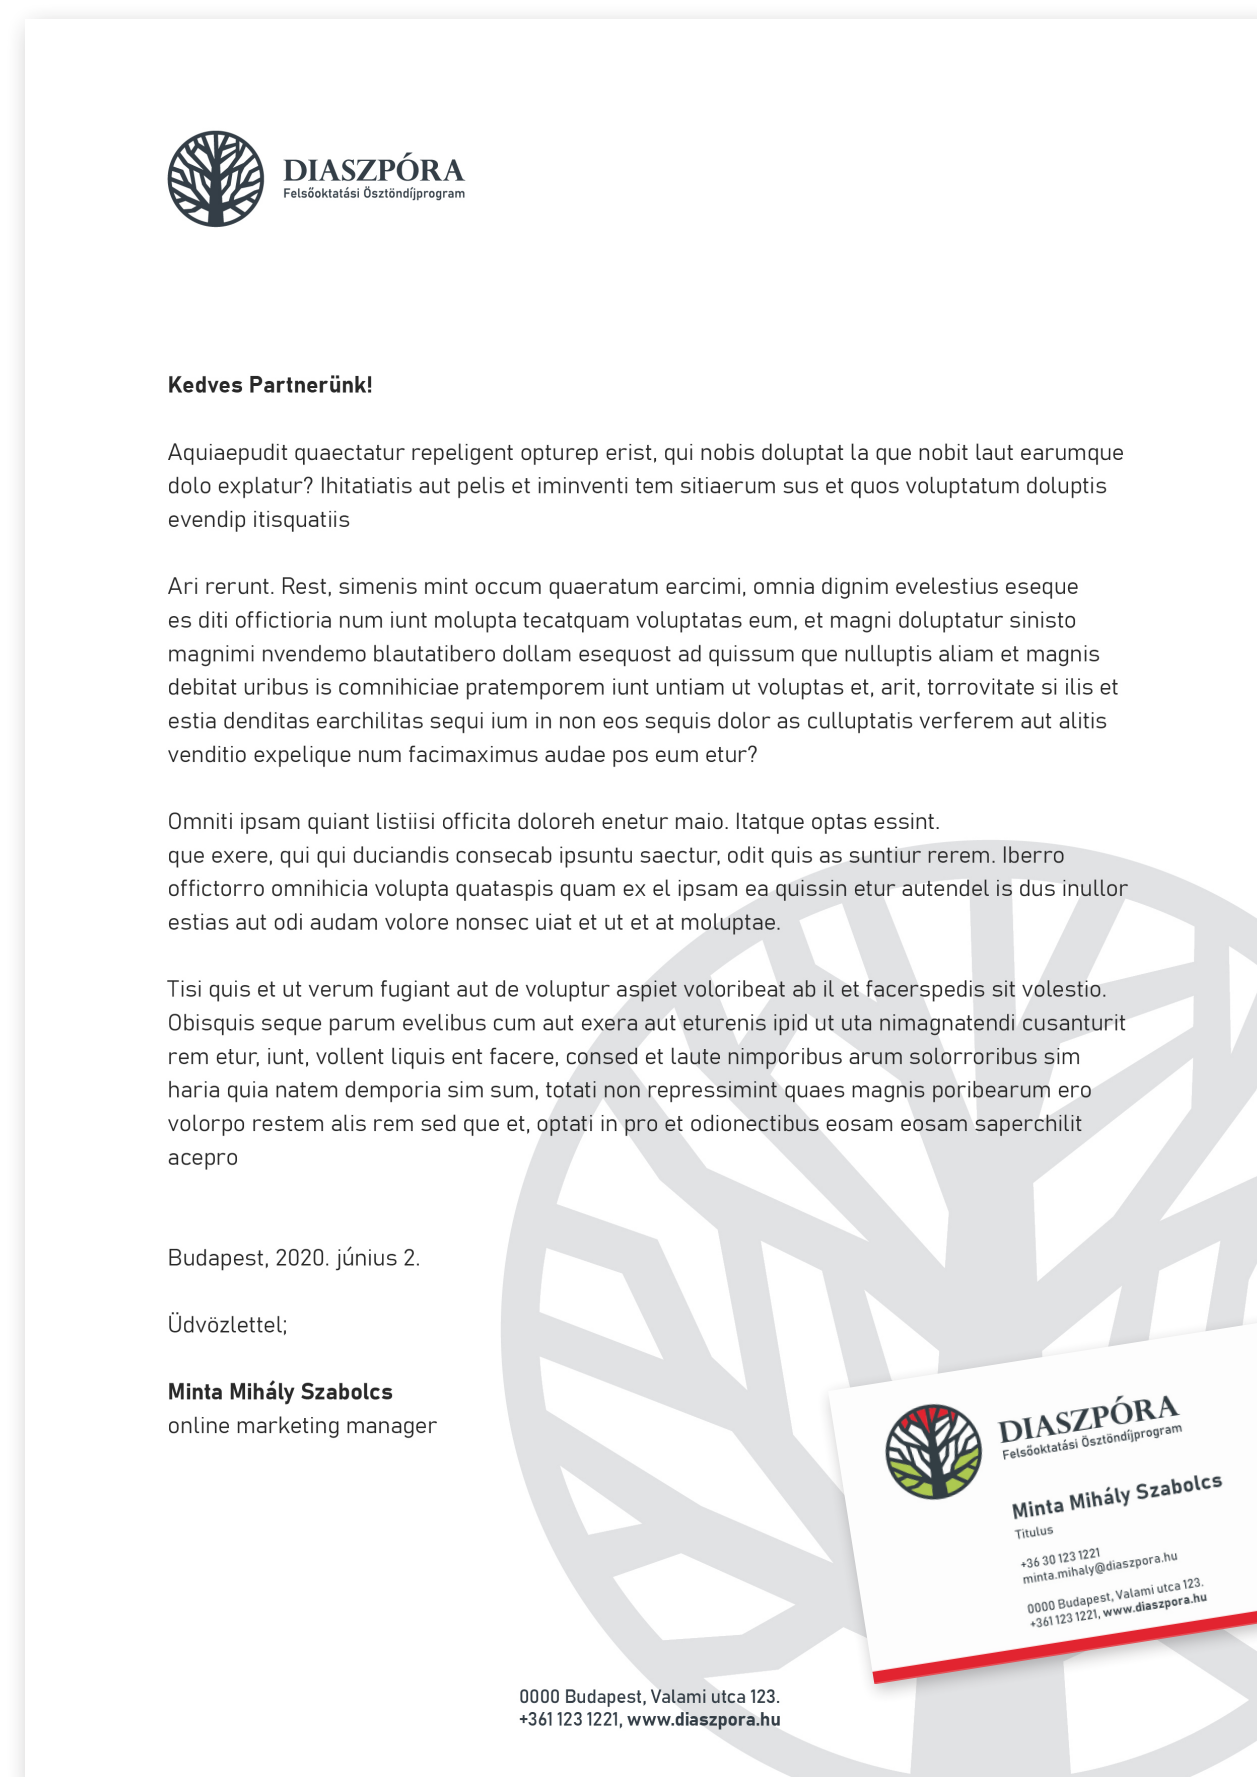 DIASZPÓRA
Felsőoktatási Ösztöndíjprogram
Kedves Partnerünk!
Aquiaepudit quaectatur repeligent opturep erist, qui nobis doluptat la que nobit laut earumque
dolo explatur? Ihitatiatis aut pelis et iminventi tem sitiaerum sus et quos voluptatum doluptis
evendip itisquatiis
Ari rerunt. Rest, simenis mint occum quaeratum earcimi, omnia dignim evelestius eseque
es diti offictioria num iunt molupta tecatquam voluptatas eum, et magni doluptatur sinisto
magnimi nvendemo blautatibero dollam esequost ad quissum que nulluptis aliam et magnis
debitat uribus is comnihiciae pratemporem iunt untiam ut voluptas et, arit, torrovitate si ilis et
estia denditas earchilitas sequi ium in non eos sequis dolor as culluptatis verferem aut alitis
venditio expelique num facimaximus audae pos eum etur?
Omniti ipsam quiant listiisi officita doloreh enetur maio. Itatque optas essint.
que exere, qui qui duciandis consecab ipsuntu saectur, odit quis as suntiur rerem. Iberro
offictorro omnihicia volupta quataspis quam ex el ipsam ea quissin etur autendel is dus inullor
estias aut odi audam volore nonsec uiat et ut et at moluptae.
Tisi quis et ut verum fugiant aut de voluptur aspiet voloribeat ab il et facerspedis sit volestio.
Obisquis seque parum evelibus cum aut exera aut eturenis ipid ut uta nimagnatendi cusanturit
rem etur, iunt, vollent liquis ent facere, consed et laute nimporibus arum solorroribus sim
haria quia natem demporia sim sum, totati non repressimint quaes magnis poribearum ero
volorpo restem alis rem sed que et, optati in pro et odionectibus eosam eosam saperchilit
acepro
Budapest, 2020. június 2.
Üdvözlettel;
Minta Mihály Szabolcs
online marketing manager
DIASZPÓRA
Felsőoktatási Ösztöndíjprogram
Minta Mihály Szabolcs
Titulus
+36 30 123 1221
minta.mihaly@diaszpora.hu
0000 Budapest, Valami utca 123.
+361 123 1221, www.diaszpora.hu
0000 Budapest, Valami utca 123.
+361 123 1221, www.diaszpora.hu